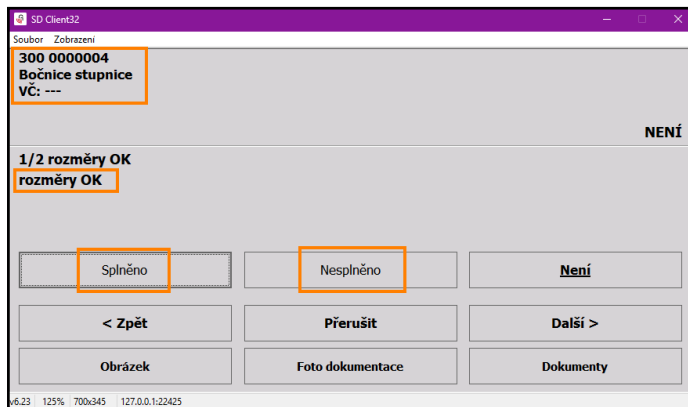 SD Client32
Soubor Zobrazení
300 0000004
Bočnice stupnice
VČ: ---
NENÍ
1/2 rozměry OK
rozměry OK
Splněno Nesplněno Není
< Zpět Přerušit Další >
Obrázek Foto dokumentace Dokumenty
v6.23 125% 700x345 127.0.0.1:22425